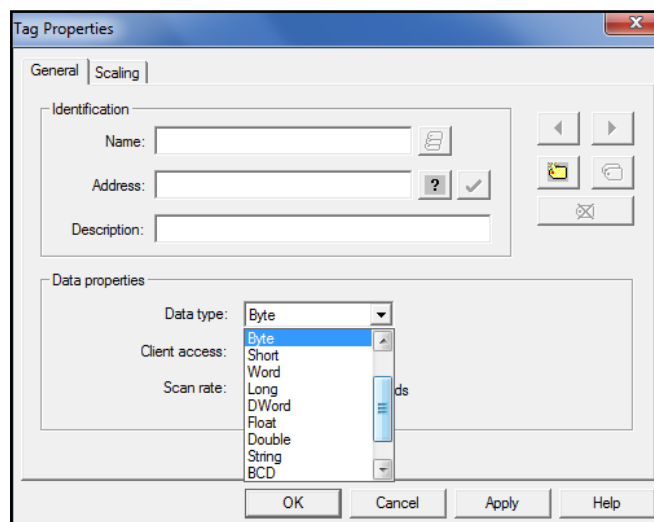 Tag Properties
X
General Scaling
Identification
Name:
Address:
?
Description:
Data properties
Data type: Byte
Byte
Client access:
Short
Word
Scan rate:
Long
ds
DWord
Float
Double
String
BCD
OK Cancel Apply Help